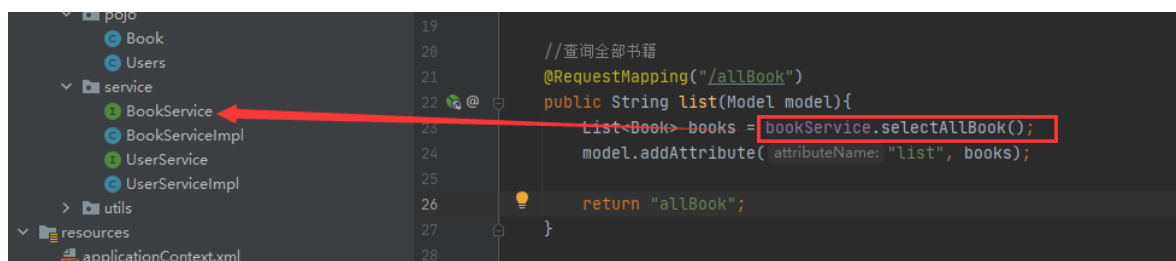 pojo
Book
Users
service
BookService
BookServiceImpl
UserService
UserServiceImpl
utils
resources
applicationContext.xml
19
20 //查询全部书籍
21 @RequestMapping("/allBook")
22 @ public String list(Model model){
23 List<Book> books = bookService.selectAllBook();
24 model.addAttribute( attributeName: "list", books);
25
26 return "allBook";
27 }
28